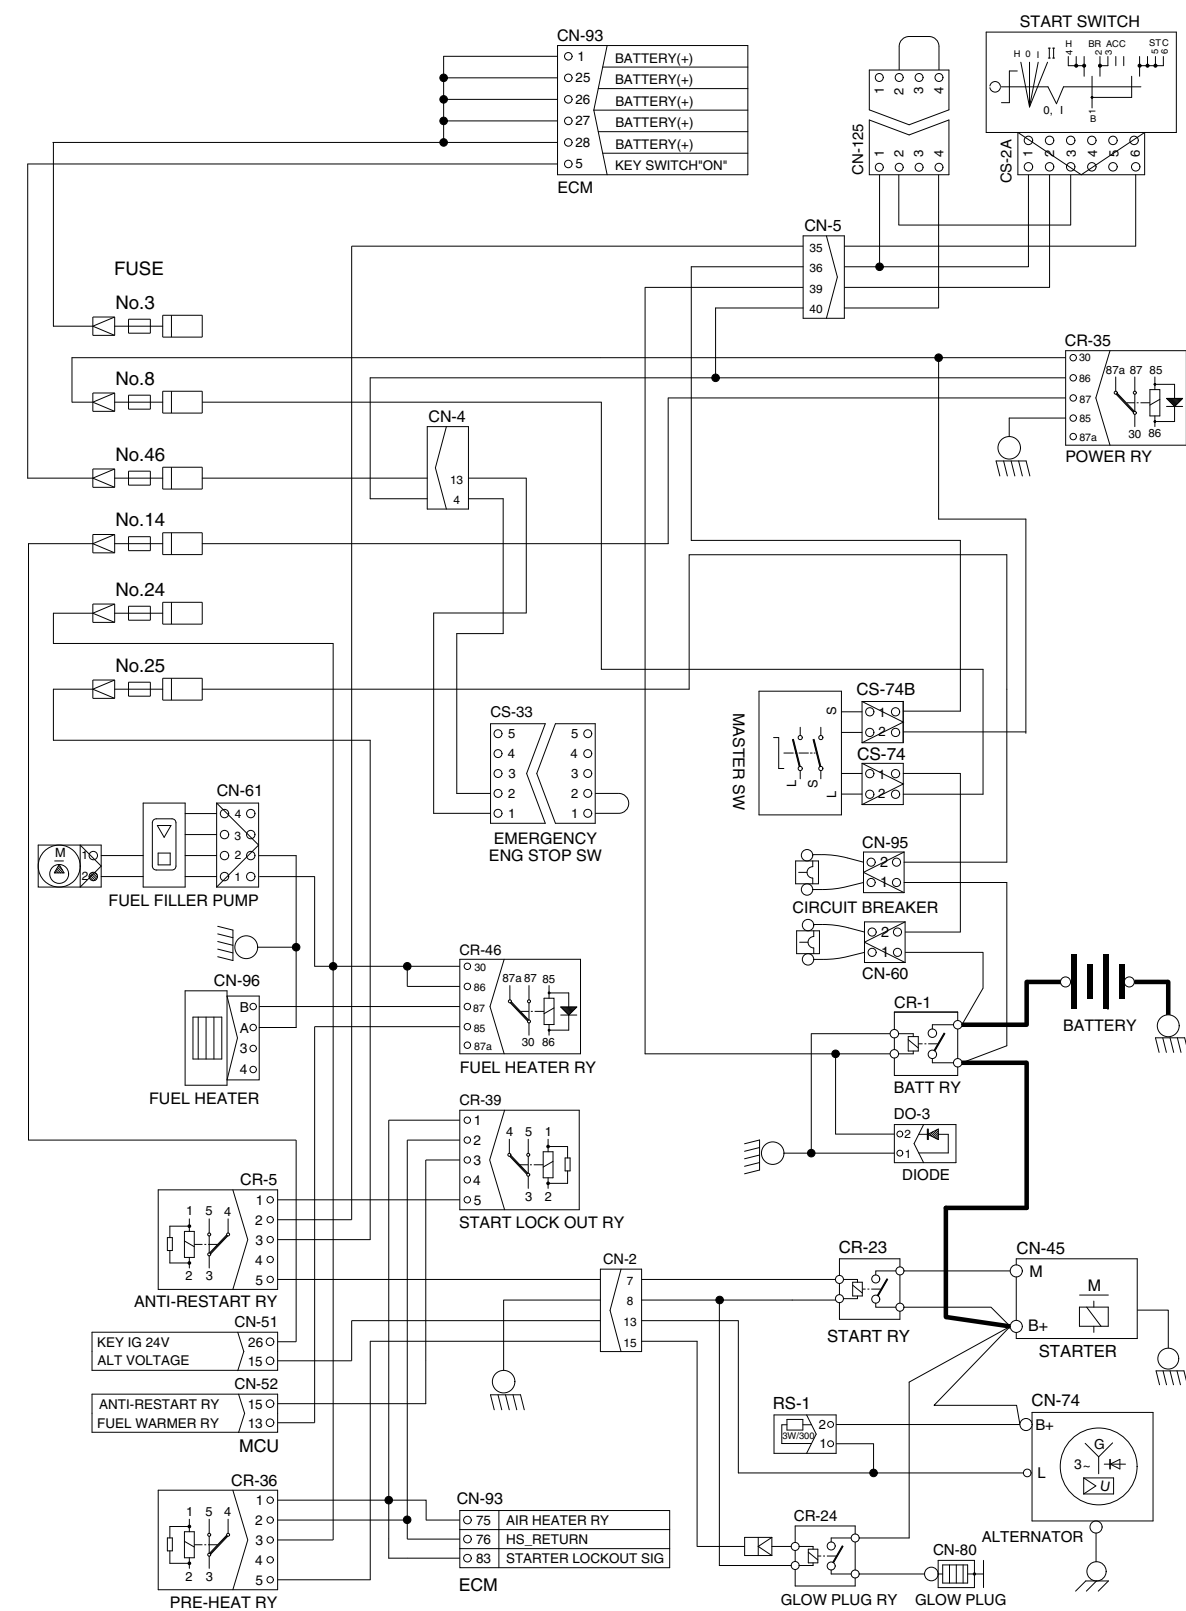 START SWITCH
H 0 I II
H
4
BR
2
ACC
3
ST
5
C
6
0, I
1
B
CS-2A
1 2 3 4 5 6
CN-93
1 BATTERY(+)
25 BATTERY(+)
26 BATTERY(+)
27 BATTERY(+)
28 BATTERY(+)
5 KEY SWITCH"ON"
ECM
1 2 3 4
CN-125
1 2 3 4
CN-5
35
36
39
40
FUSE
No.3
No.8
No.46
No.14
No.24
No.25
CN-4
13
4
CR-35
30
86
87
85
87a
87a 87 85
30 86
POWER RY
CS-33
5 5
4 4
3 3
2 2
1 1
EMERGENCY
ENG STOP SW
MASTER SW
S
L
L S
CS-74B
1
2
CS-74
1
2
CN-95
2
1
CIRCUIT BREAKER
2
1
CN-60
CN-61
4
3
2
1
M
1
2
FUEL FILLER PUMP
CN-96
B
A
3
4
FUEL HEATER
CR-46
30
86
87
85
87a
87a 87 85
30 86
FUEL HEATER RY
CR-1
BATT RY
BATTERY
DO-3
2
1
DIODE
CR-39
1
2
3
4
5
4 5 1
3 2
START LOCK OUT RY
CR-5
1
2
3
4
5
1 5 4
2 3
ANTI-RESTART RY
CN-51
KEY IG 24V 26
ALT VOLTAGE 15
CN-52
ANTI-RESTART RY 15
FUEL WARMER RY 13
MCU
CN-2
7
8
13
15
CR-23
START RY
CN-45
M
B+
M
STARTER
RS-1
3W/300
2
1
CN-74
B+
L
G
3~
U
ALTERNATOR
CR-36
1
2
3
4
5
1 5 4
2 3
PRE-HEAT RY
CN-93
75 AIR HEATER RY
76 HS_RETURN
83 STARTER LOCKOUT SIG
ECM
CR-24
GLOW PLUG RY
CN-80
GLOW PLUG